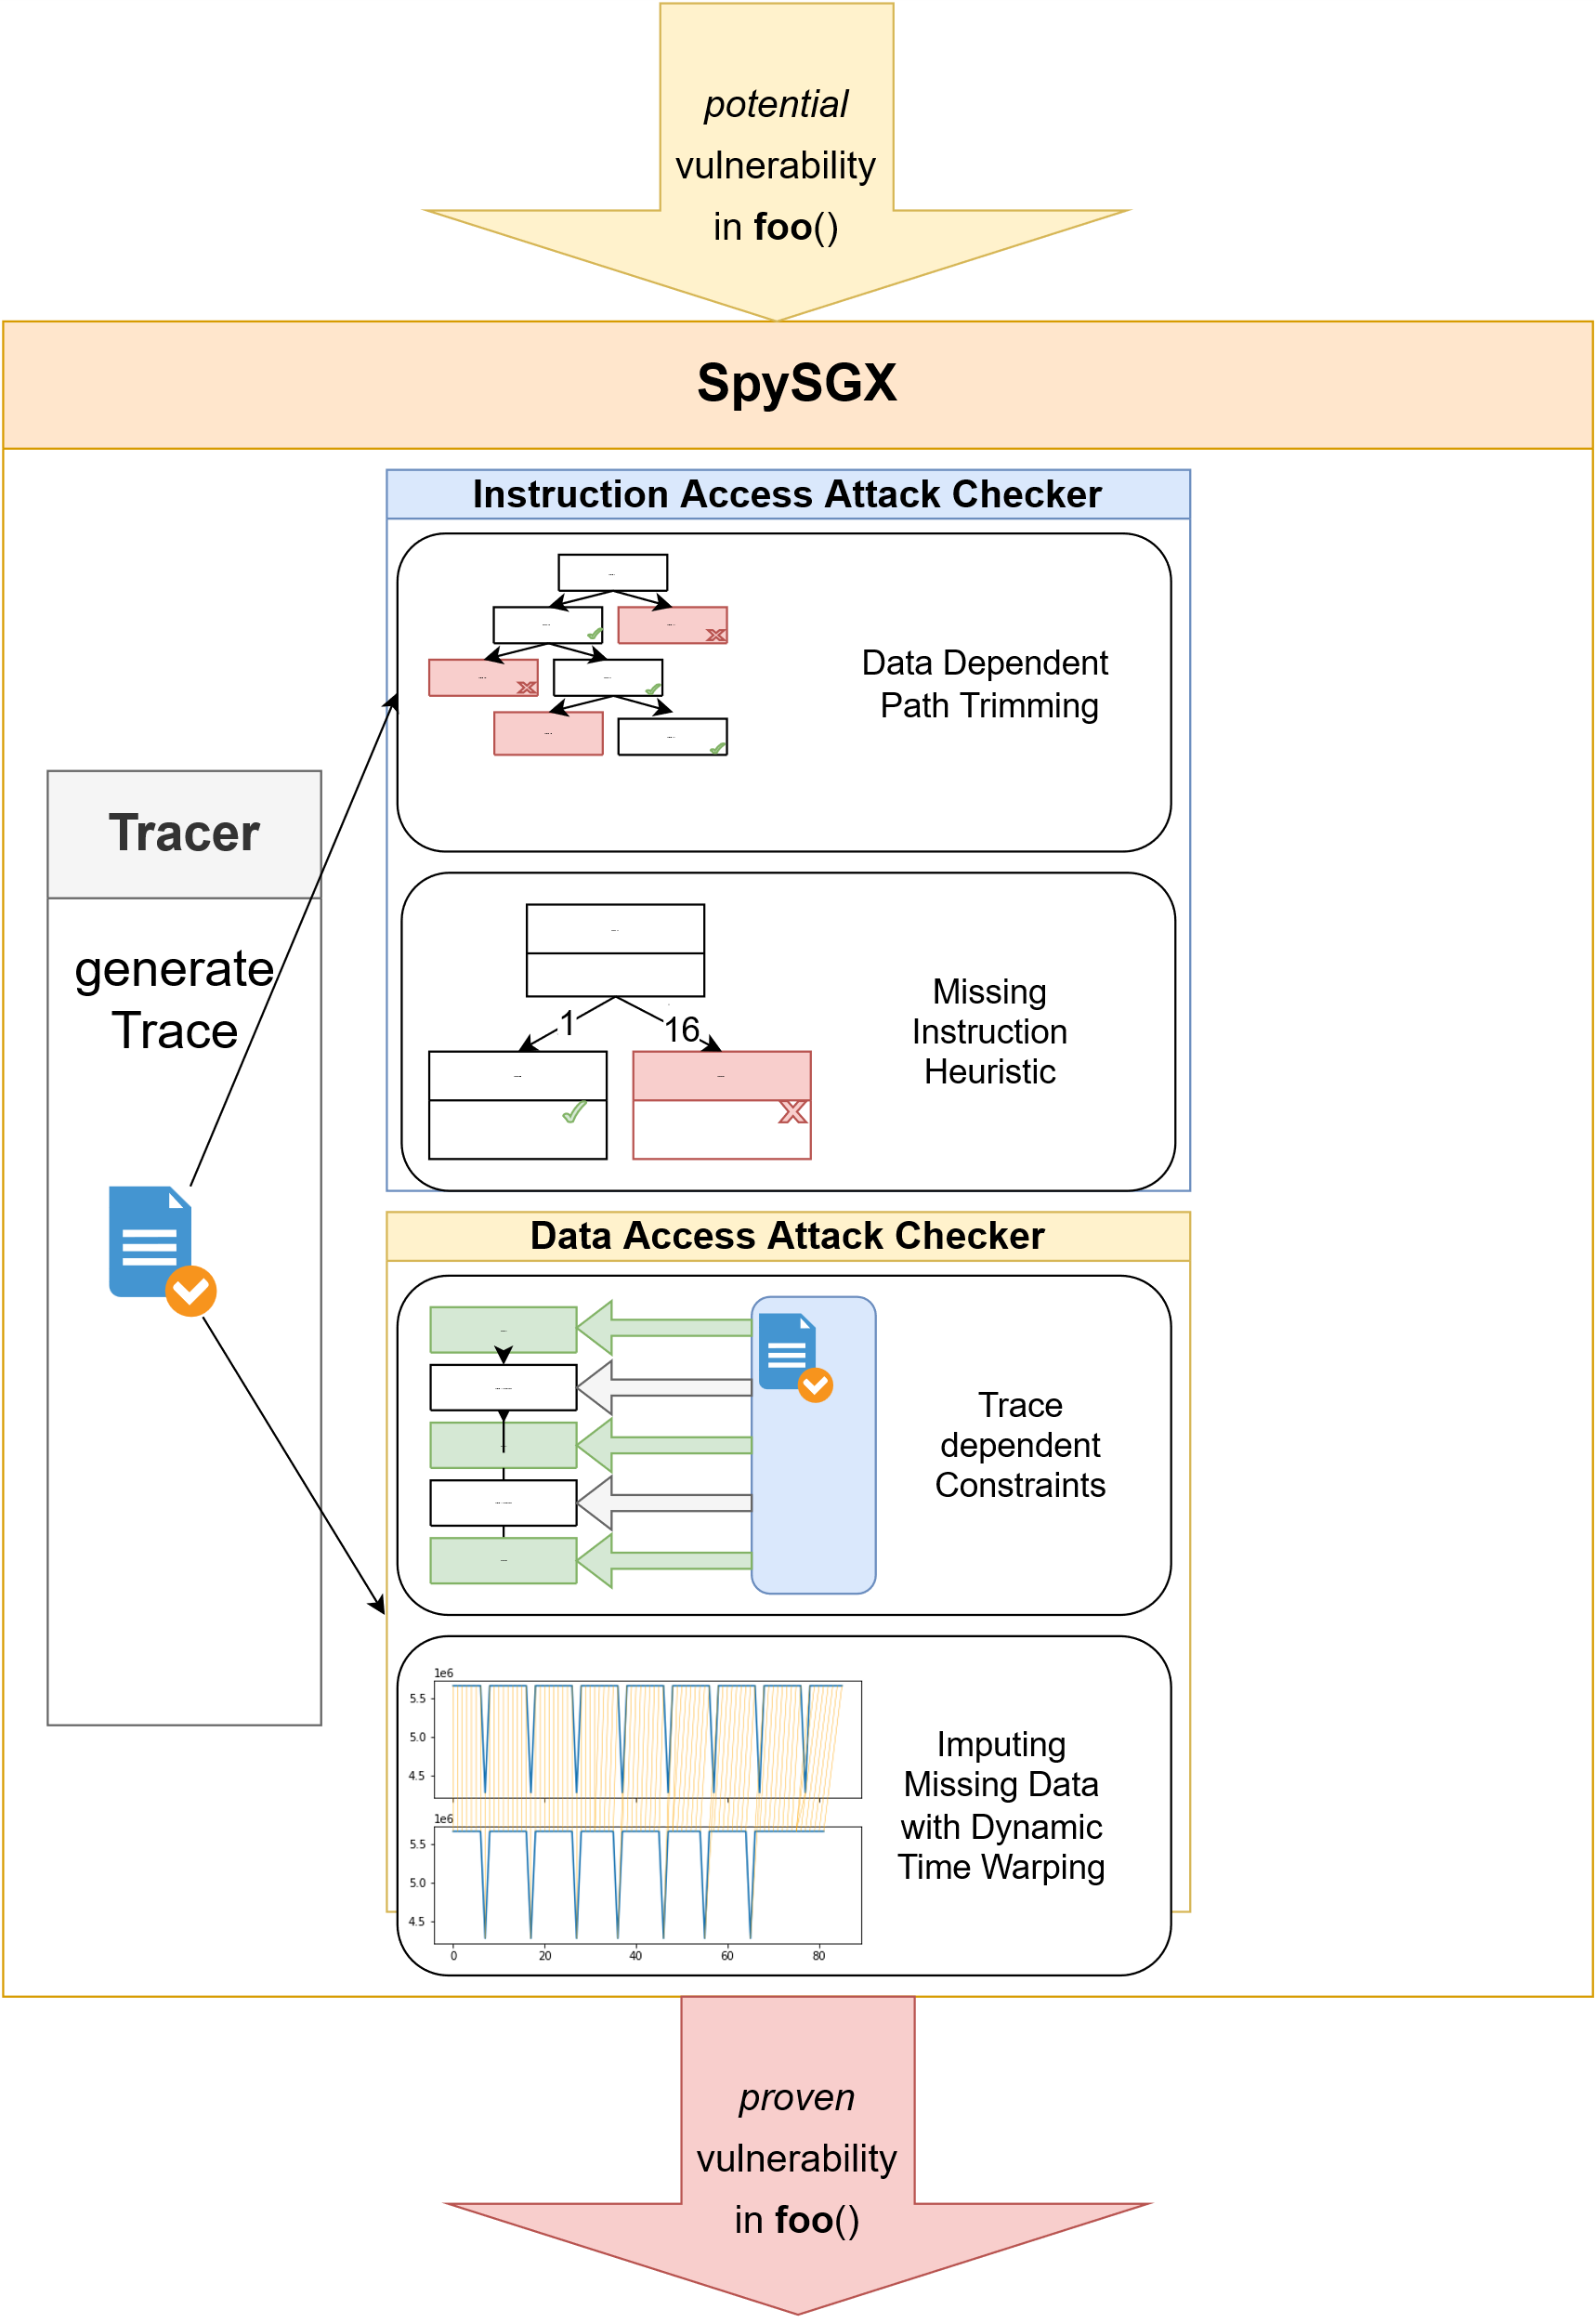 potential
vulnerability
in foo()
SpySGX
Instruction Access Attack Checker
Data Dependent
Path Trimming
Tracer
generate
Trace
1
16
Missing
Instruction
Heuristic
Data Access Attack Checker
Trace
dependent
Constraints
1e6
5.5
5.0
4.5
1e6
5.5
5.0
4.5
0 20 40 60 80
Imputing
Missing Data
with Dynamic
Time Warping
proven
vulnerability
in foo()